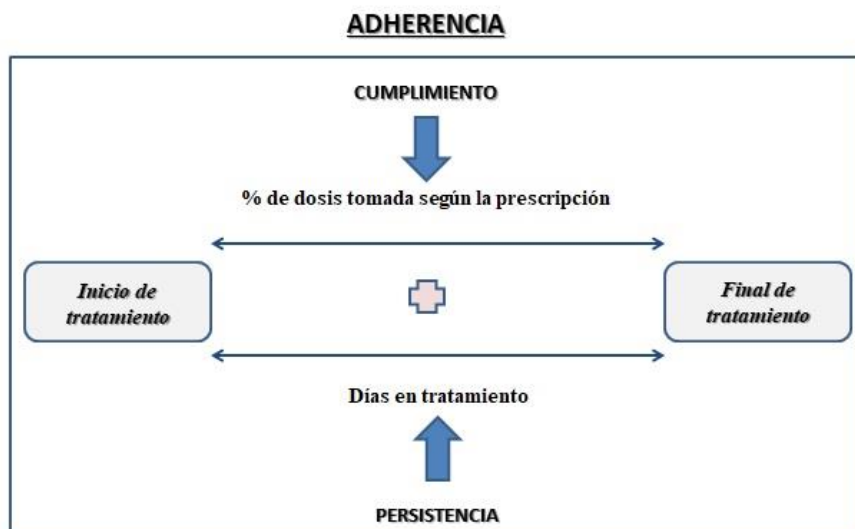 ADHERENCIA
CUMPLIMIENTO
% de dosis tomada según la prescripción
Inicio de
tratamiento
Final de
tratamiento
Días en tratamiento
PERSISTENCIA